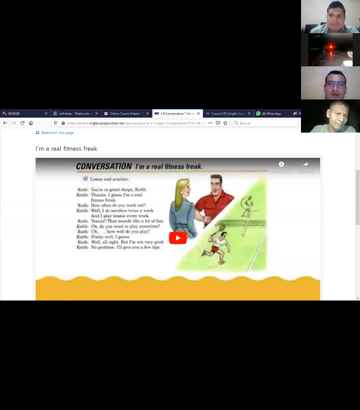 Bookmark this page
I'm a real fitness freak
CONVERSATION I'm a real fitness freak.
Listen and practice.
Ruth: You're in great shape, Keith.
Keith: Thanks. I guess I'm a real
fitness freak.
Ruth: How often do you work out?
Keith: Well, I do aerobics twice a week.
And I play tennis every week.
Ruth: Tennis? That sounds like a lot of fun.
Keith: Oh, do you want to play sometime?
Ruth: Uh, . . . how well do you play?
Keith: Pretty well, I guess.
Ruth: Well, all right. But I'm not very good.
Keith: No problem. I'll give you a few tips.